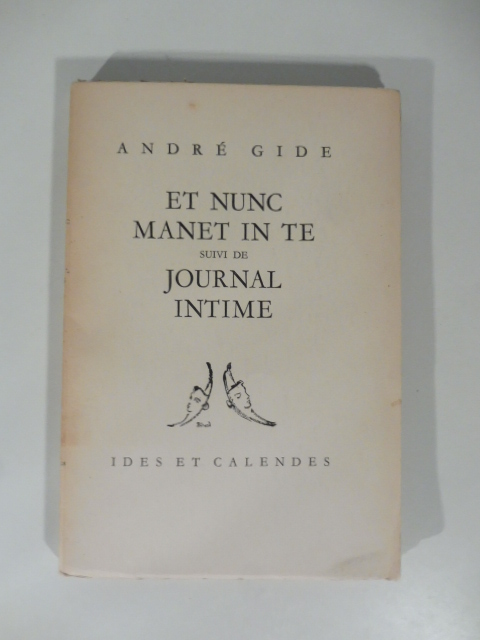 ANDRÉ GIDE
ET NUNC
MANET IN TE
SUIVI DE
JOURNAL
INTIME
IDES ET CALENDES